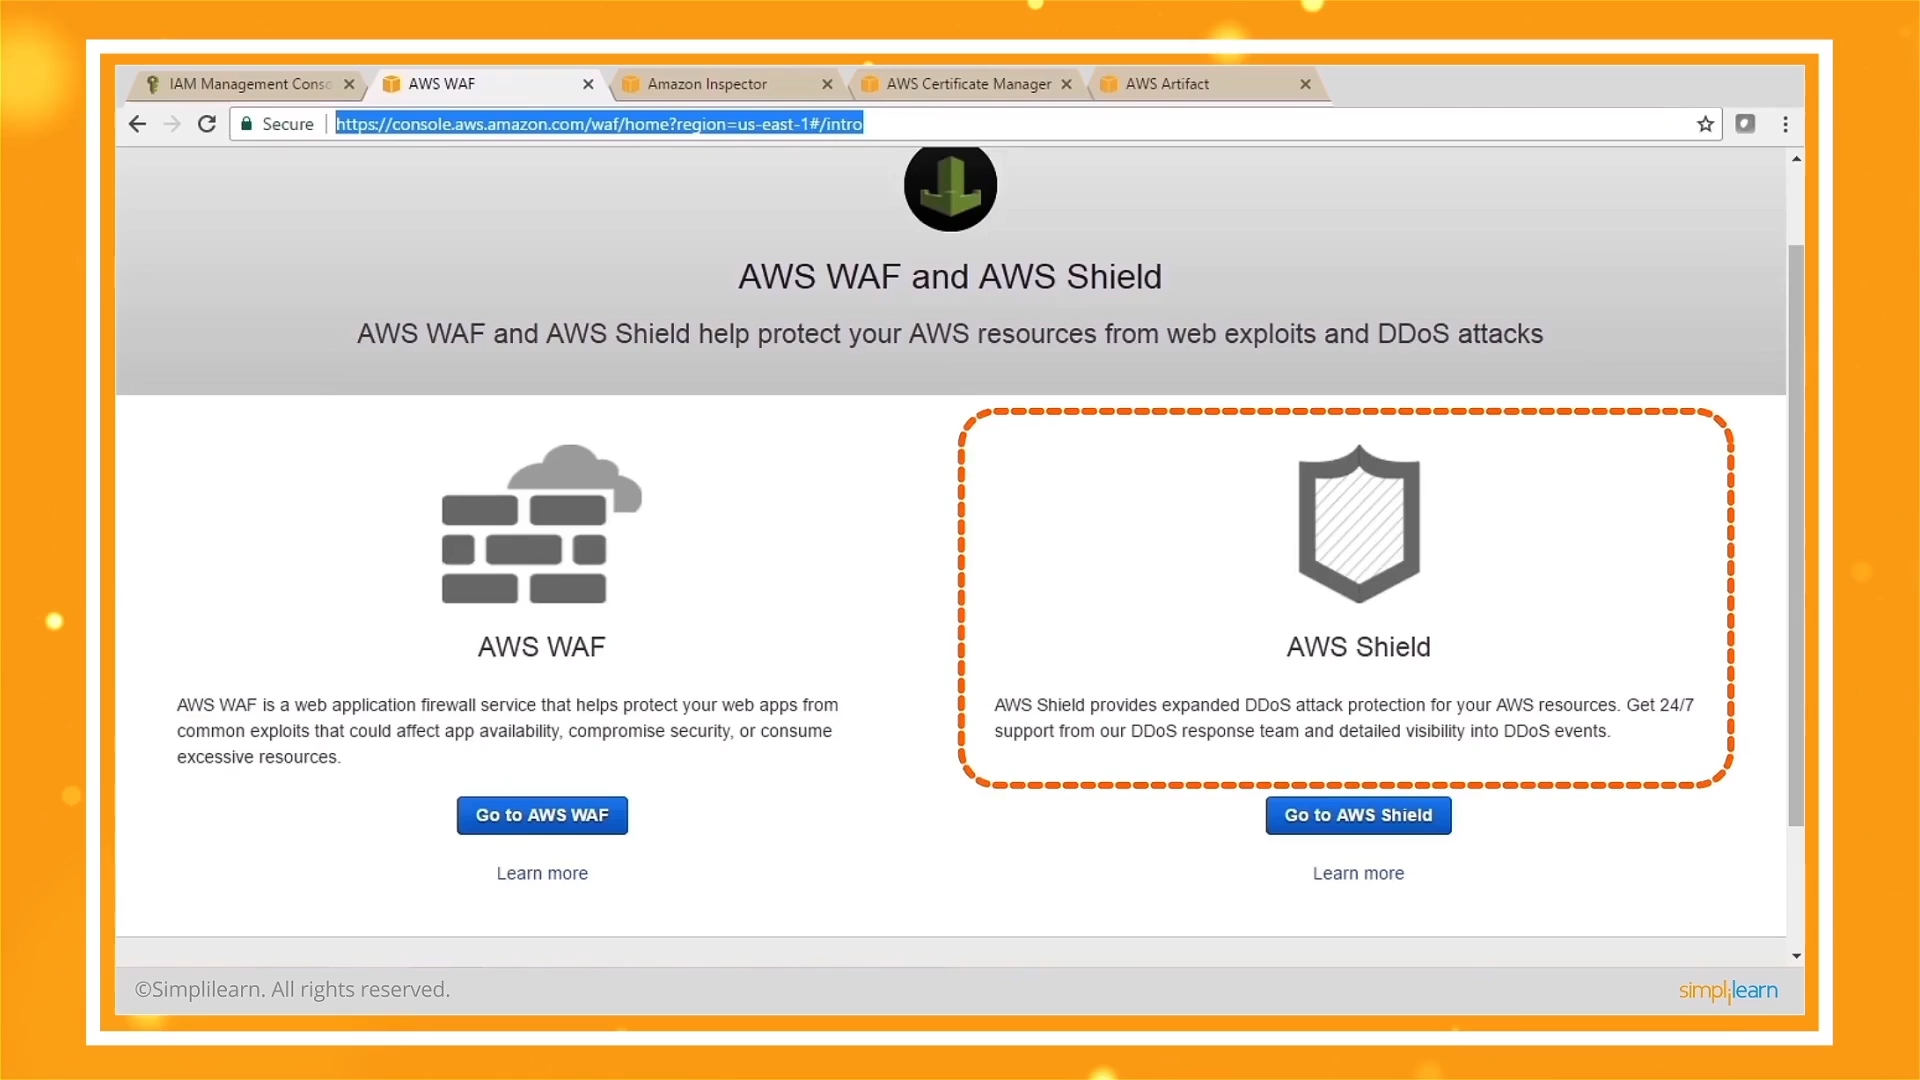 IAM Management Conso
AWS WAF
Amazon Inspector
AWS Certificate Manager
AWS Artifact
Secure
https://console.aws.amazon.com/waf/home?region=us-east-1#/intro
AWS WAF and AWS Shield
AWS WAF and AWS Shield help protect your AWS resources from web exploits and DDoS attacks
AWS WAF
AWS WAF is a web application firewall service that helps protect your web apps from
common exploits that could affect app availability, compromise security, or consume
excessive resources.
Go to AWS WAF
Learn more
AWS Shield
AWS Shield provides expanded DDoS attack protection for your AWS resources. Get 24/7
support from our DDoS response team and detailed visibility into DDoS events.
Go to AWS Shield
Learn more
©Simplilearn. All rights reserved.
simplilearn